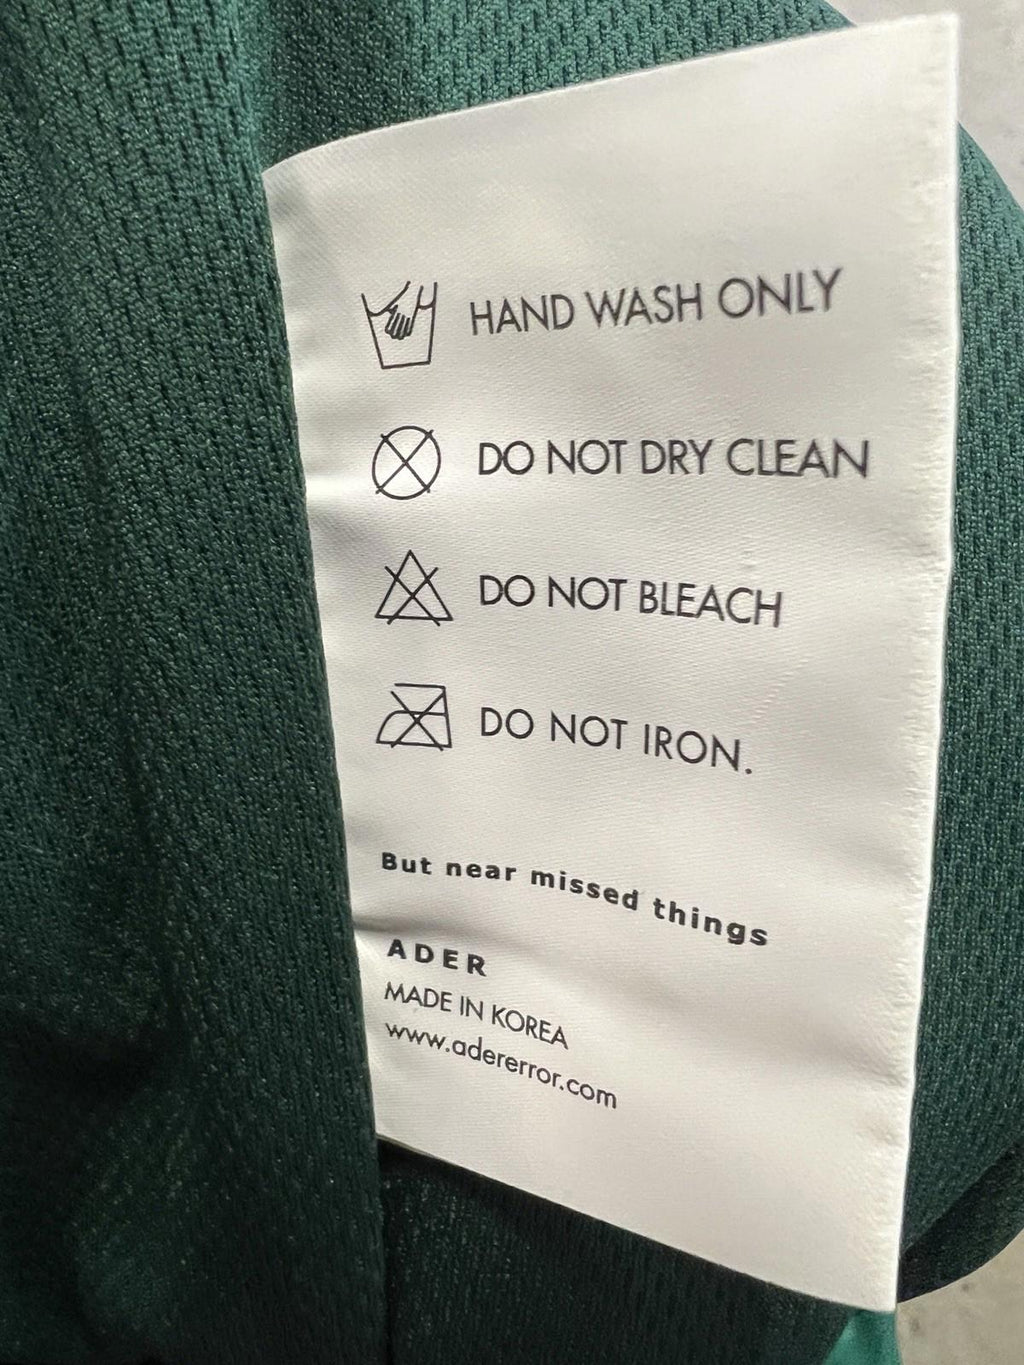 HAND WASH ONLY
DO NOT DRY CLEAN
DO NOT BLEACH
DO NOT IRON.
But near missed things
ADER
MADE IN KOREA
www.adererror.com